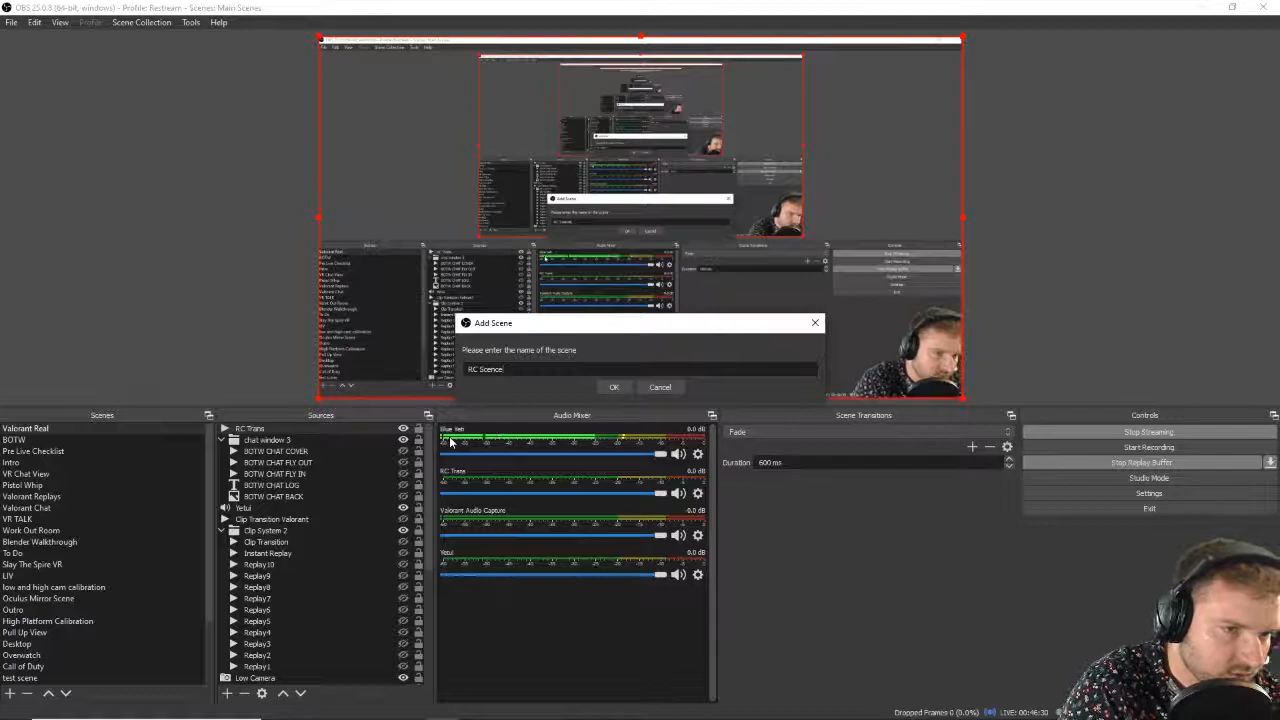 OBS 25.0.8 (64-bit, windows) - Profile: Restream - Scenes: Main Scenes
File Edit View Profile Scene Collection Tools Help
Add Scene
Please enter the name of the scene
RC Scence
OK Cancel
Scenes
Valorant Real
BOTW
Pre Live Checklist
Intro
VR Chat View
Pistol Whip
Valorant Replays
Valorant Chat
VR TALK
Work Out Room
Blender Walkthrough
To Do
Slay The Spire VR
LIV
low and high cam calibration
Oculus Mirror Scene
Outro
High Platform Calibration
Pull Up View
Desktop
Overwatch
Call of Duty
test scene
Sources
RC Trans
chat window 3
BOTW CHAT COVER
BOTW CHAT FLY OUT
BOTW CHAT FLY IN
BOTW CHAT LOG
BOTW CHAT BACK
Yetui
Clip Transition Valorant
Clip System 2
Clip Transition
Instant Replay
Replay10
Replay9
Replay8
Replay7
Replay6
Replay5
Replay4
Replay3
Replay2
Replay1
Low Camera
Audio Mixer
Blue Yeti 0.0 dB
RC Trans 0.0 dB
Valorant Audio Capture 0.0 dB
Yetui 0.0 dB
Scene Transitions
Fade
Duration 600 ms
Controls
Stop Streaming
Start Recording
Stop Replay Buffer
Studio Mode
Settings
Exit
Dropped Frames 0 (0.0%) LIVE: 00:46:30